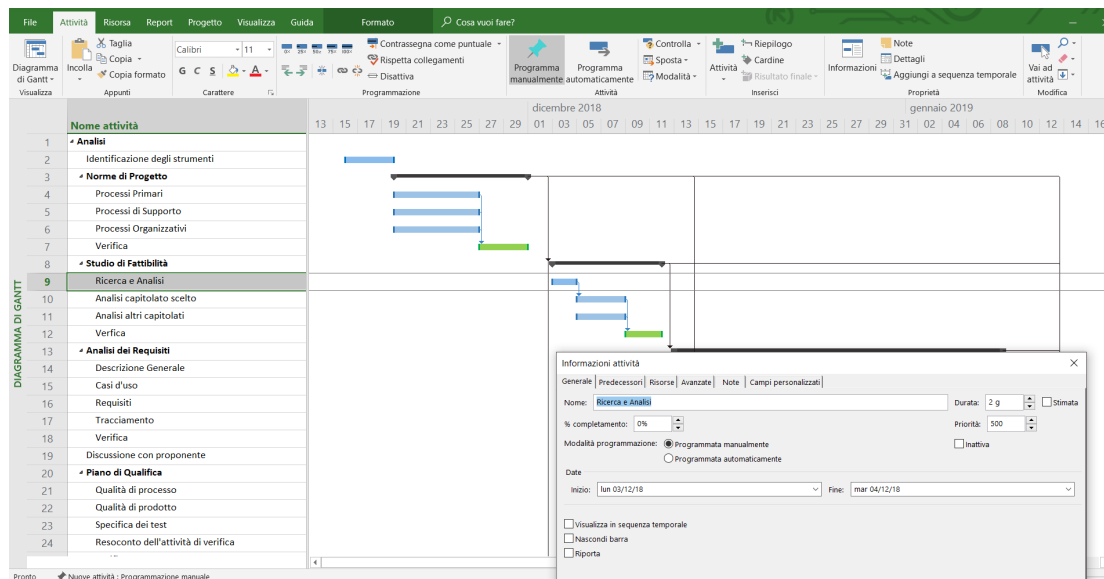 File Attività Risorsa Report Progetto Visualizza Guida Formato Cosa vuoi fare?
Diagramma di Gantt
Visualizza
Incolla
Taglia
Copia
Copia formato
Appunti
Calibri 11
G C S A
Carattere
0% 25% 50% 75% 100%
Contrassegna come puntuale
Rispetta collegamenti
Disattiva
Programmazione
Programma manualmente
Programma automaticamente
Controlla
Sposta
Modalità
Attività
Attività
Riepilogo
Cardine
Risultato finale
Inserisci
Informazioni
Note
Dettagli
Aggiungi a sequenza temporale
Proprietà
Vai ad attività
Modifica
dicembre 2018 gennaio 2019
Nome attività 13 15 17 19 21 23 25 27 29 01 03 05 07 09 11 13 15 17 19 21 23 25 27 29 31 02 04 06 08 10 12 14 16
1 Analisi
2 Identificazione degli strumenti
3 Norme di Progetto
4 Processi Primari
5 Processi di Supporto
6 Processi Organizzativi
7 Verifica
8 Studio di Fattibilità
9 Ricerca e Analisi
10 Analisi capitolato scelto
11 Analisi altri capitolati
12 Verfica
13 Analisi dei Requisiti
14 Descrizione Generale
15 Casi d'uso
16 Requisiti
17 Tracciamento
18 Verifica
19 Discussione con proponente
20 Piano di Qualifica
21 Qualità di processo
22 Qualità di prodotto
23 Specifica dei test
24 Resoconto dell'attività di verifica
DIAGRAMMA DI GANTT
Informazioni attività
Generale Predecessori Risorse Avanzate Note Campi personalizzati
Nome: Ricerca e Analisi Durata: 2 g Stimata
% completamento: 0% Priorità: 500
Modalità programmazione: Programmata manualmente Inattiva
Programmata automaticamente
Date
Inizio: lun 03/12/18 Fine: mar 04/12/18
Visualizza in sequenza temporale
Nascondi barra
Riporta
Pronto Nuove attività : Programmazione manuale